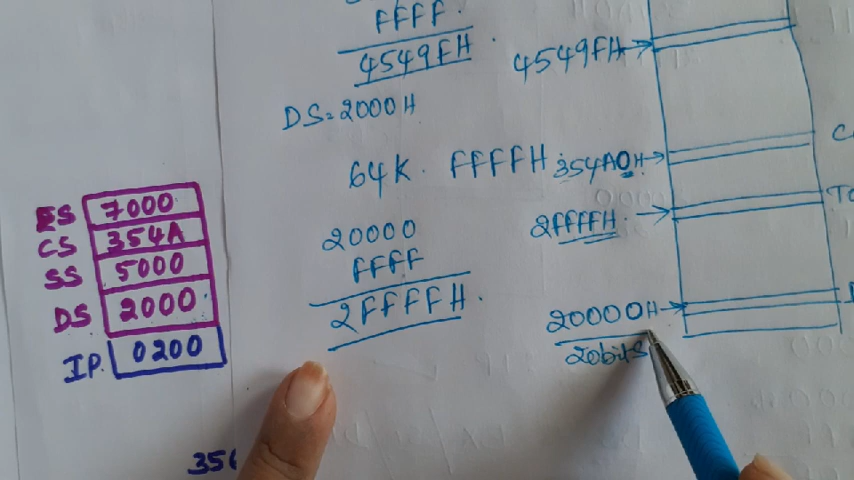 FFFF
4549FH
4549FH
DS=2000H
64K. FFFFH
354A0H
2FFFFH
20000
FFFF
2FFFFH
20000H
20bits
ES 7000
CS 354A
SS 5000
DS 2000
IP 0200